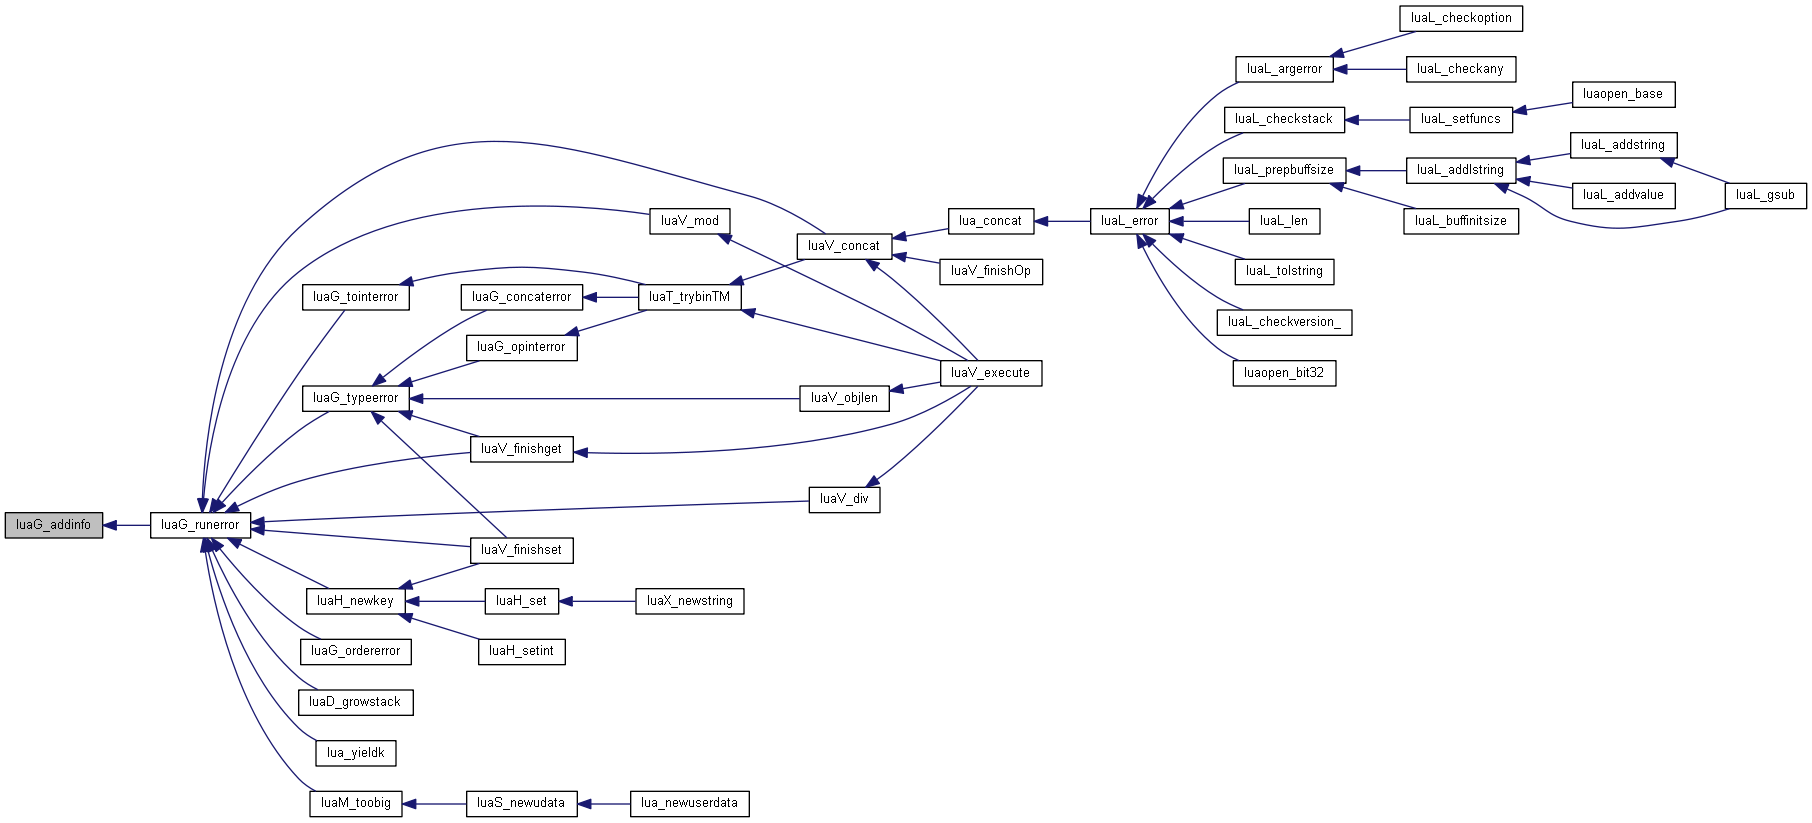 luaL_checkoption
luaL_argerror
luaL_checkany
luaopen_base
luaL_checkstack
luaL_setfuncs
luaL_addstring
luaL_prepbuffsize
luaL_addlstring
luaL_addvalue
luaL_gsub
luaV_mod
lua_concat
luaL_error
luaL_len
luaL_buffinitsize
luaV_concat
luaV_finishOp
luaL_tolstring
luaG_tointerror
luaG_concaterror
luaT_trybinTM
luaL_checkversion_
luaG_opinterror
luaV_execute
luaopen_bit32
luaG_typeerror
luaV_objlen
luaV_finishget
luaV_div
luaG_addinfo
luaG_runerror
luaV_finishset
luaH_newkey
luaH_set
luaX_newstring
luaG_ordererror
luaH_setint
luaD_growstack
lua_yieldk
luaM_toobig
luaS_newudata
lua_newuserdata